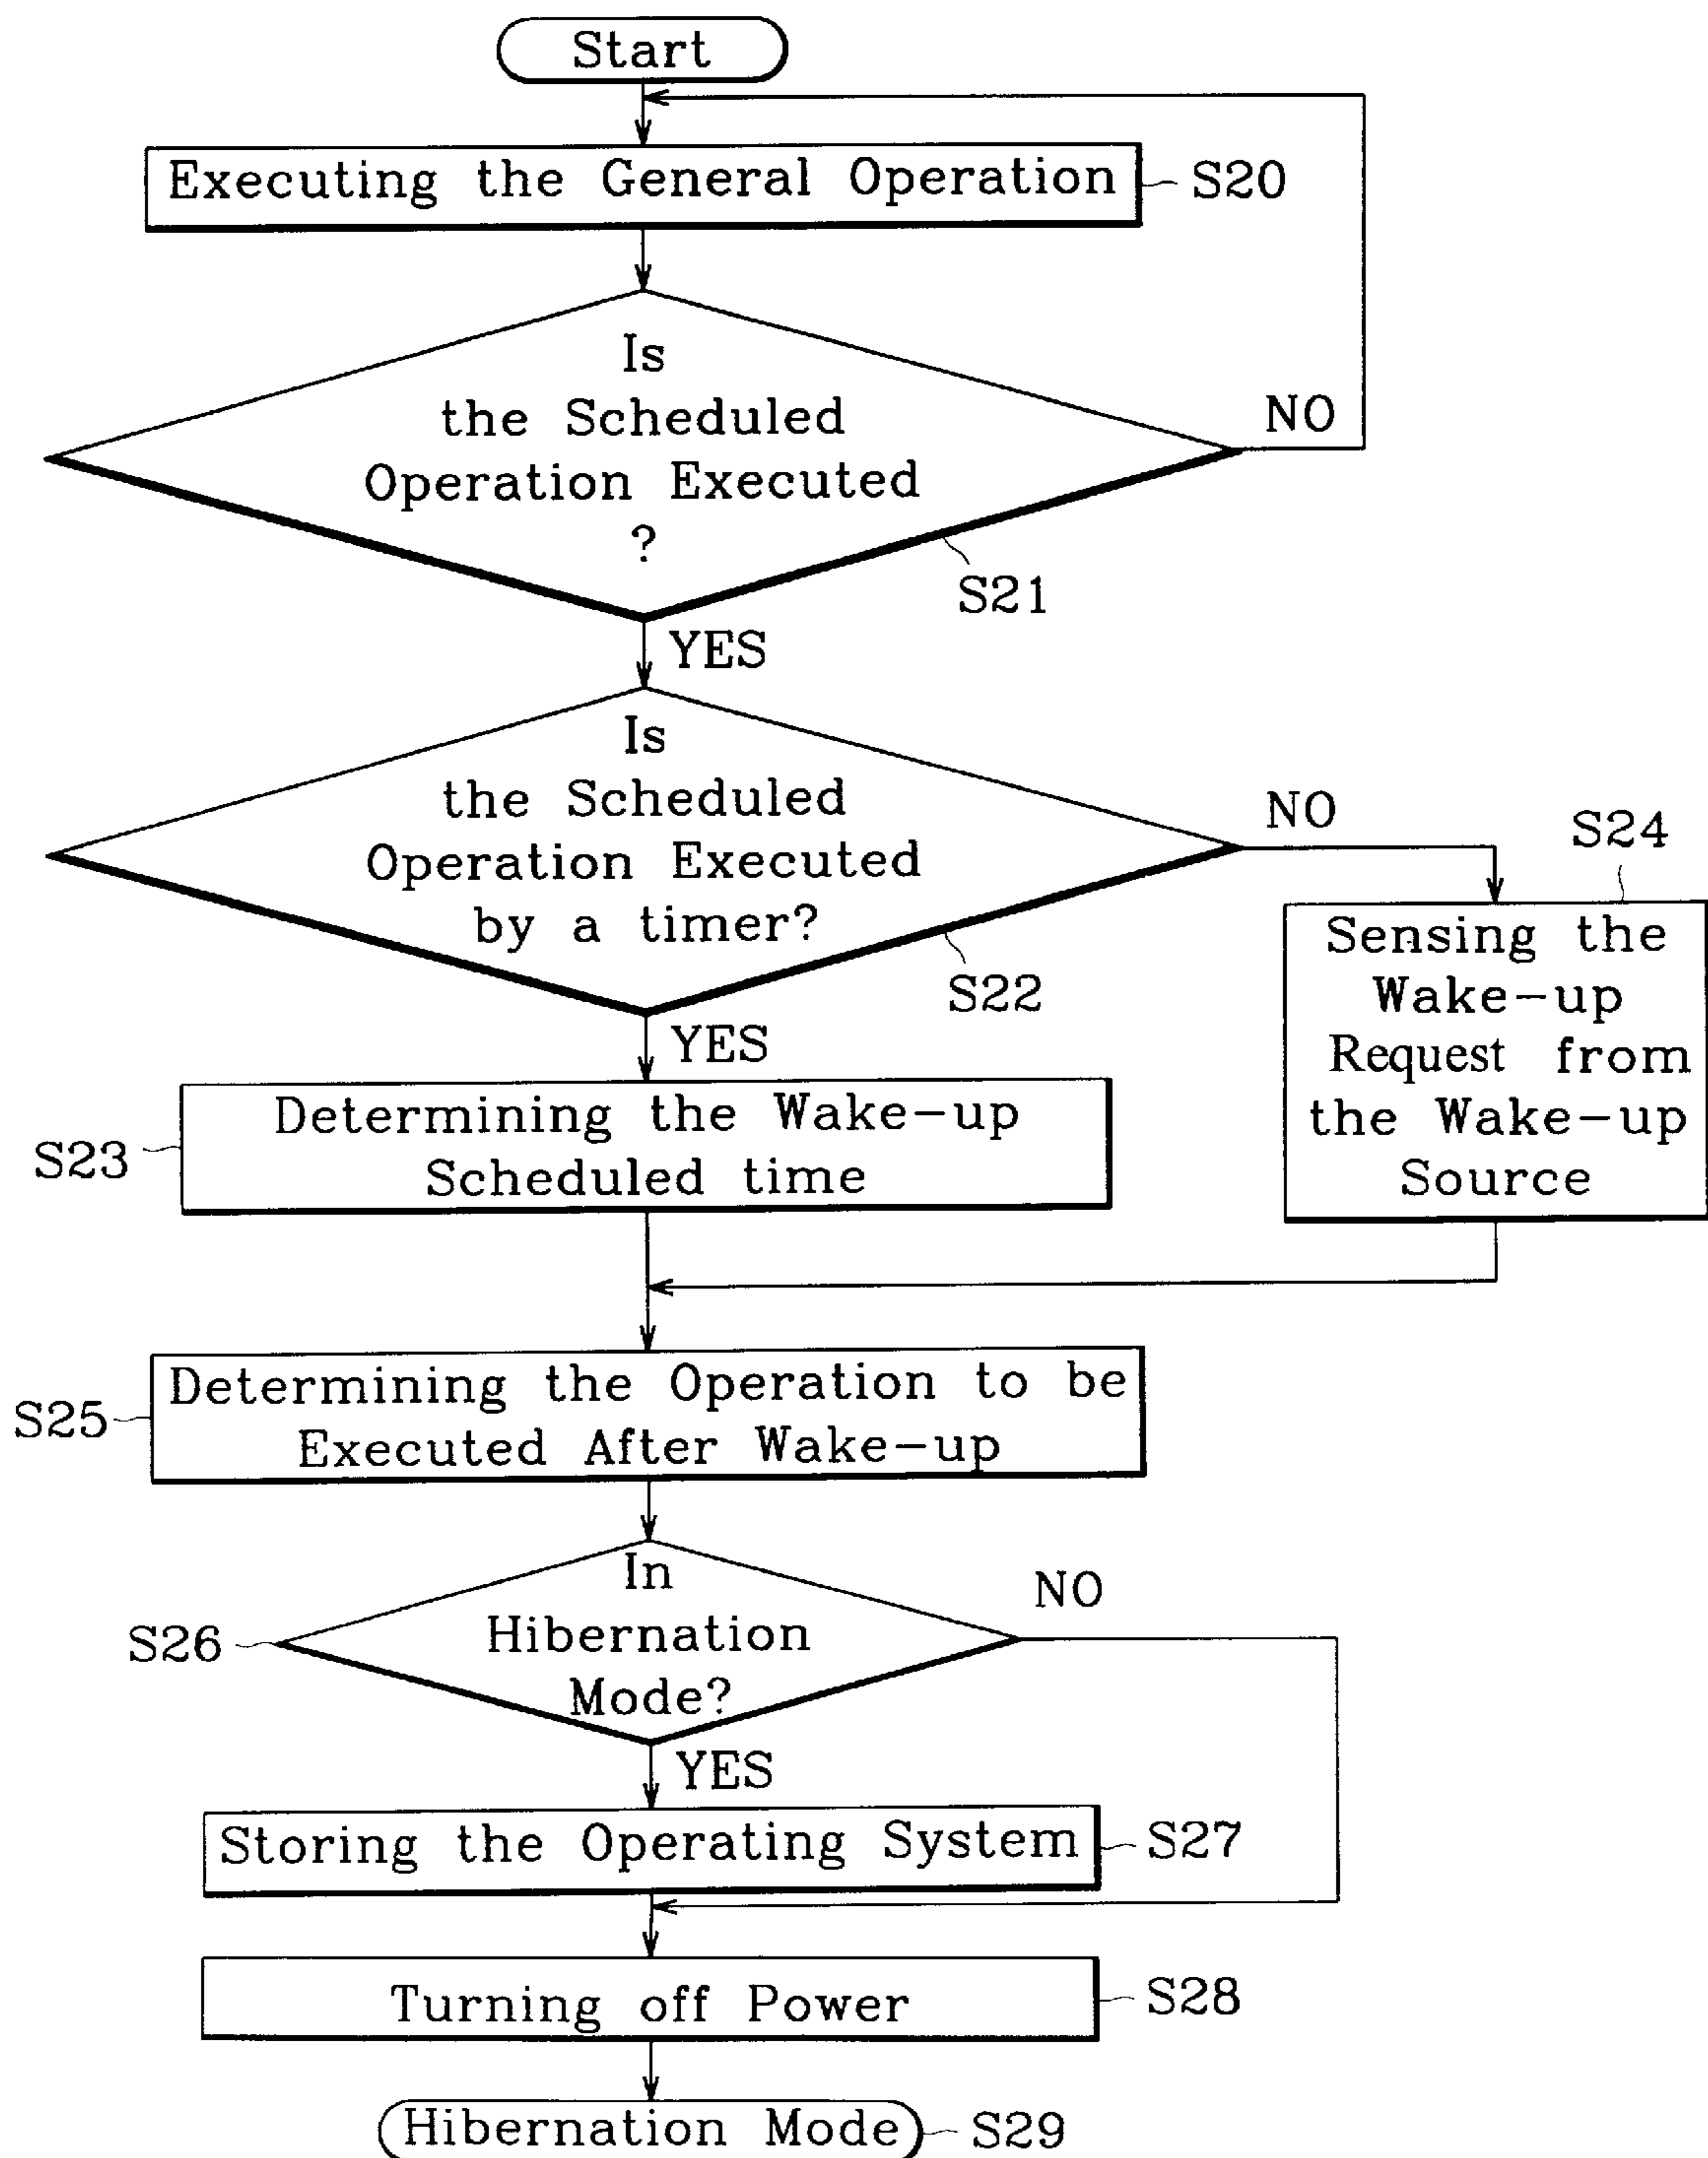 Start
Executing the General Operation
S20
Is
the Scheduled
Operation Executed
?
NO
S21
YES
Is
the Scheduled
Operation Executed
by a timer?
NO
S22
S24
Sensing the
Wake-up
Request from
the Wake-up
Source
YES
S23
Determining the Wake-up
Scheduled time
S25
Determining the Operation to be
Executed After Wake-up
S26
In
Hibernation
Mode?
NO
YES
Storing the Operating System
S27
Turning off Power
S28
Hibernation Mode
S29